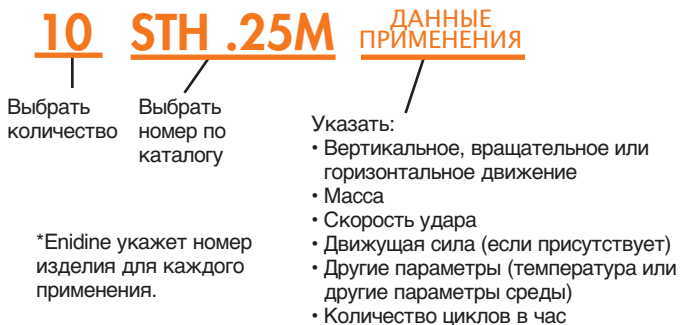 10 STH .25M ДАННЫЕ ПРИМЕНЕНИЯ
Выбрать количество
Выбрать номер по каталогу
Указать:
• Вертикальное, вращательное или
горизонтальное движение
• Масса
• Скорость удара
• Движущая сила (если присутствует)
• Другие параметры (температура или
другие параметры среды)
• Количество циклов в час
*Enidine укажет номер
изделия для каждого
применения.